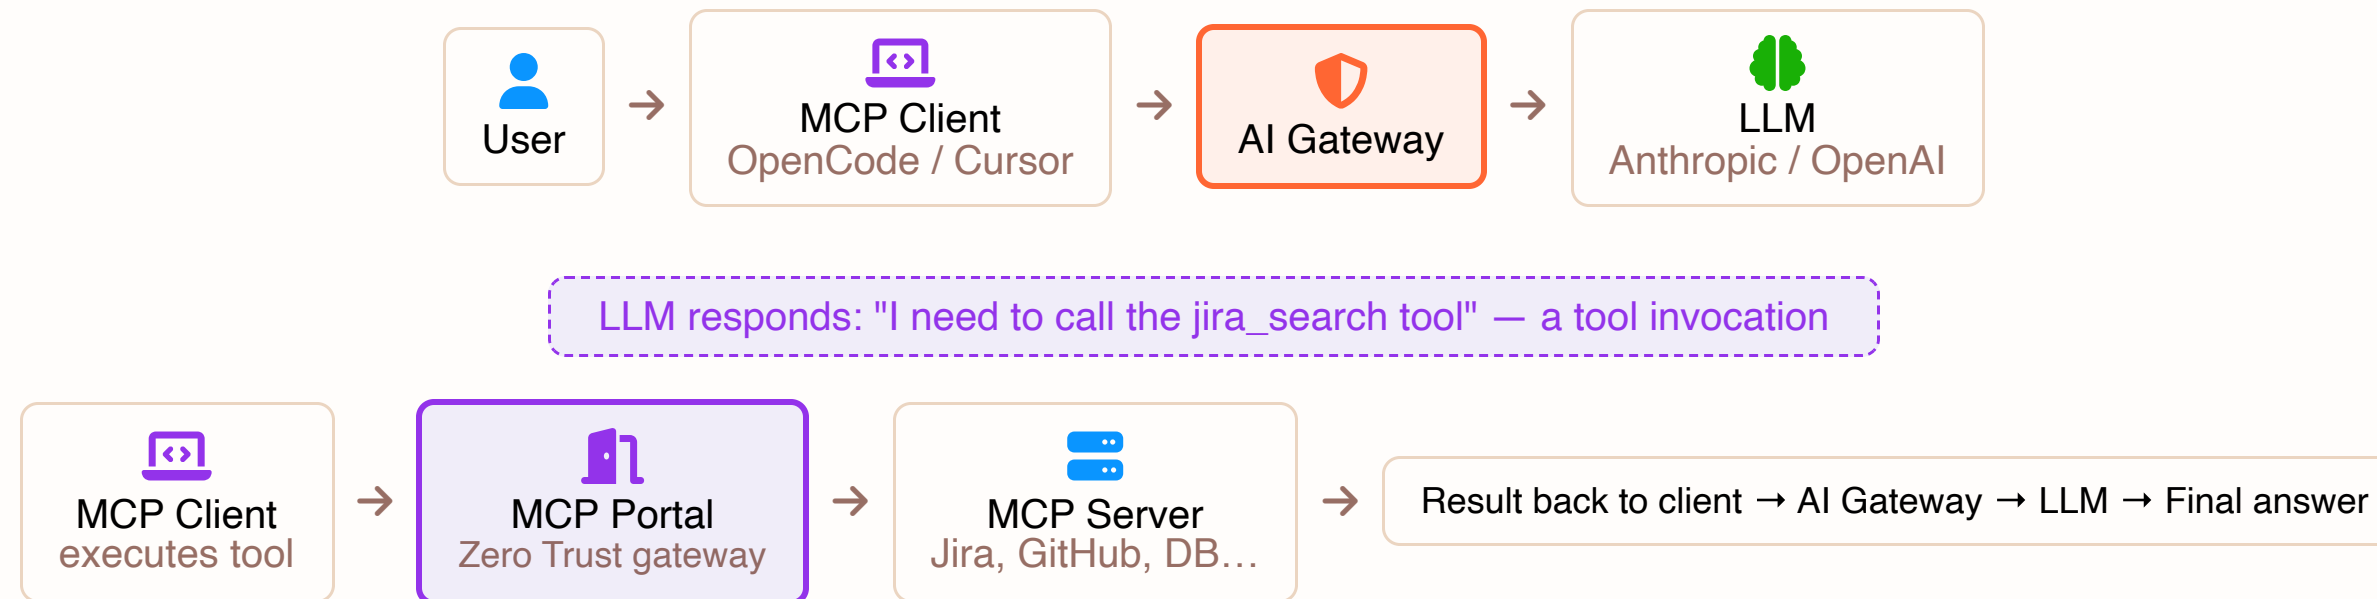 User
MCP Client
OpenCode / Cursor
AI Gateway
LLM
Anthropic / OpenAI
LLM responds: "I need to call the jira_search tool" — a tool invocation
MCP Client
executes tool
MCP Portal
Zero Trust gateway
MCP Server
Jira, GitHub, DB...
Result back to client → AI Gateway → LLM → Final answer